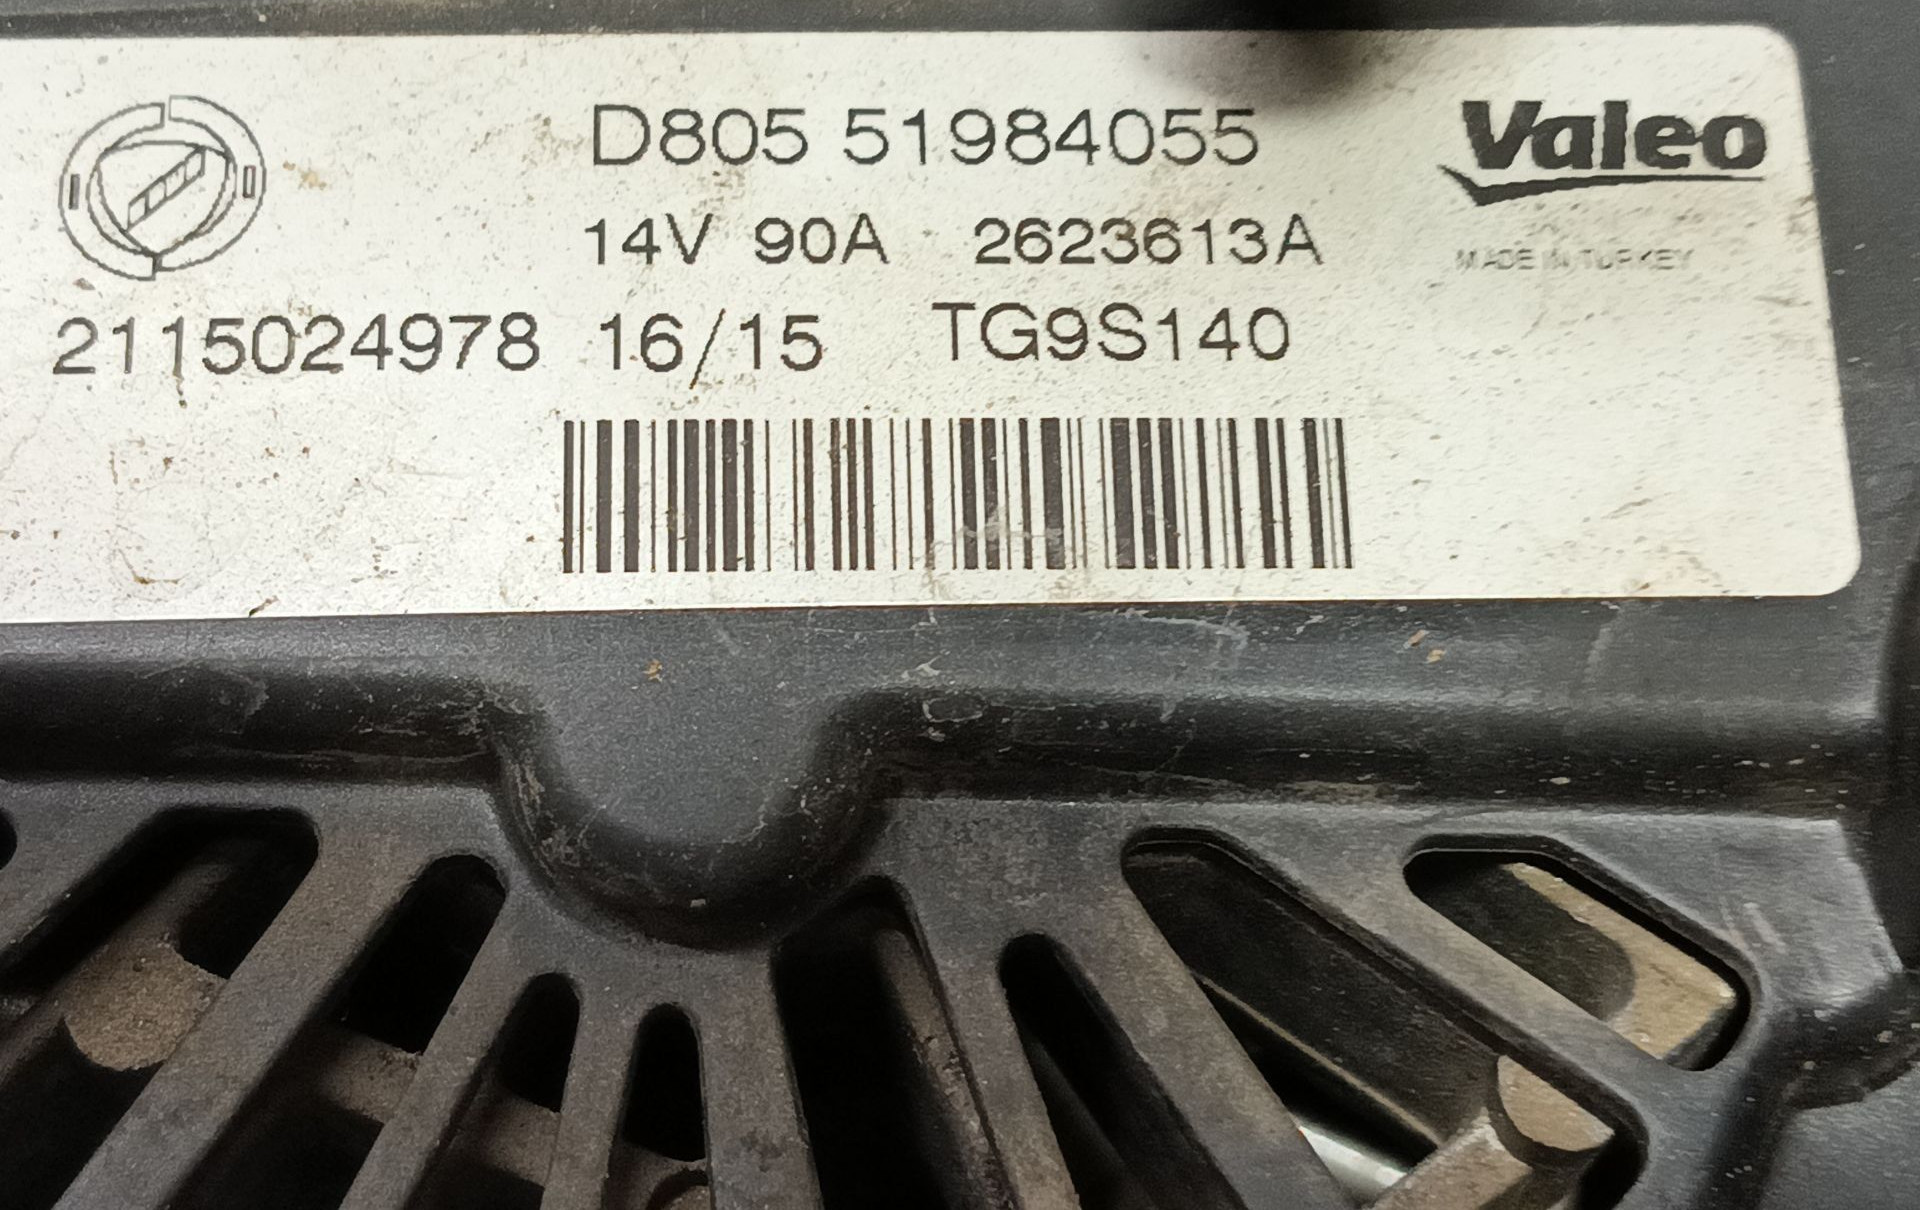 D805 51984055
Valeo
14V 90A 2623613A
MADE IN TURKEY
2115024978 16/15 TG9S140